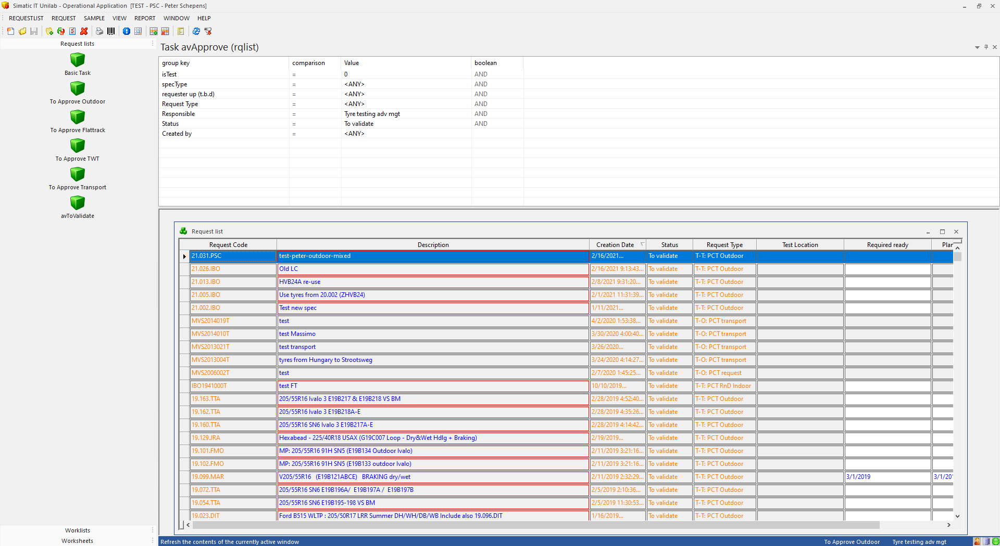 Simatic IT Unilab - Operational Application [TEST - PSC - Peter Schepens]
REQUESTLIST REQUEST SAMPLE VIEW REPORT WINDOW HELP
Request lists
Basic Task
To Approve Outdoor
To Approve Flattrack
To Approve TWT
To Approve Transport
avToValidate
Worklists
Worksheets
Task avApprove (rqlist)
group key comparison Value boolean
isTest = 0 AND
specType = <ANY> AND
requester up (t.b.d) = <ANY> AND
Request Type = <ANY> AND
Responsible = Tyre testing adv mgt AND
Status = To validate AND
Created by = <ANY>
Request list
Request Code Description Creation Date Status Request Type Test Location Required ready Plan
21.031.PSC test-peter-outdoor-mixed 2/16/2021... To validate T-T: PCT Outdoor
21.026.IBO Old LC 2/16/2021 9:13:43... To validate T-T: PCT Outdoor
21.013.IBO HVB24A re-use 2/8/2021 9:31:20... To validate T-T: PCT Outdoor
21.005.IBO Use tyres from 20.002 (ZHVB24) 2/1/2021 11:31:39... To validate T-T: PCT Outdoor
21.002.IBO Test new spec 1/11/2021... To validate T-T: PCT Outdoor
MVS2014019T test 4/2/2020 1:53:38... To validate T-O: PCT transport
MVS2014010T test Massimo 3/30/2020 4:00:40... To validate T-O: PCT transport
MVS2013021T test transport 3/26/2020... To validate T-O: PCT transport
MVS2013004T tyres from Hungary to Strootsweg 3/24/2020 4:14:27... To validate T-O: PCT transport
MVS2006002T test 2/7/2020 1:45:25... To validate T-O: PCT request
IBO1941000T test FT 10/10/2019... To validate T-T: PCT RnD Indoor
19.163.TTA 205/55R16 Ivalo 3 E19B217 & E19B218 VS BM 2/28/2019 4:52:40... To validate T-T: PCT Outdoor
19.162.TTA 205/55R16 Ivalo 3 E19B218A-E 2/28/2019 4:35:26... To validate T-T: PCT Outdoor
19.160.TTA 205/55R16 SN6 Ivalo 3 E19B217A-E 2/28/2019 4:14:42... To validate T-T: PCT Outdoor
19.129.JRA Hexabead - 225/40R18 USAX (G19C007 Loop - Dry&Wet Hdlg + Braking) 2/19/2019... To validate T-T: PCT Outdoor
19.101.FMO MP: 205/55R16 91H SN5 (E19B134 Outdoor Ivalo) 2/11/2019 3:21:16... To validate T-T: PCT Outdoor
19.102.FMO MP: 205/55R16 91H SN5 (E19B133 outdoor Ivalo) 2/11/2019 3:21:16... To validate T-T: PCT Outdoor
19.099.MAR V205/55R16 (E19B121ABCE) BRAKING dry/wet 2/11/2019 2:32:29... To validate T-T: PCT Outdoor 3/1/2019 3/1/201
19.072.TTA 205/55R16 SN6 E19B196A/ E19B197A / E19B197B 2/5/2019 2:10:36... To validate T-T: PCT Outdoor
19.054.TTA 205/55R16 SN6 E19B195-198 VS BM 2/5/2019 11:30:53... To validate T-T: PCT Outdoor
19.023.DIT Ford B515 WLTP : 205/50R17 LRR Summer DH/WH/DB/WB Include also 19.096.DIT 1/16/2019... To validate T-T: PCT Outdoor
Refresh the contents of the currently active window To Approve Outdoor Tyre testing adv mgt